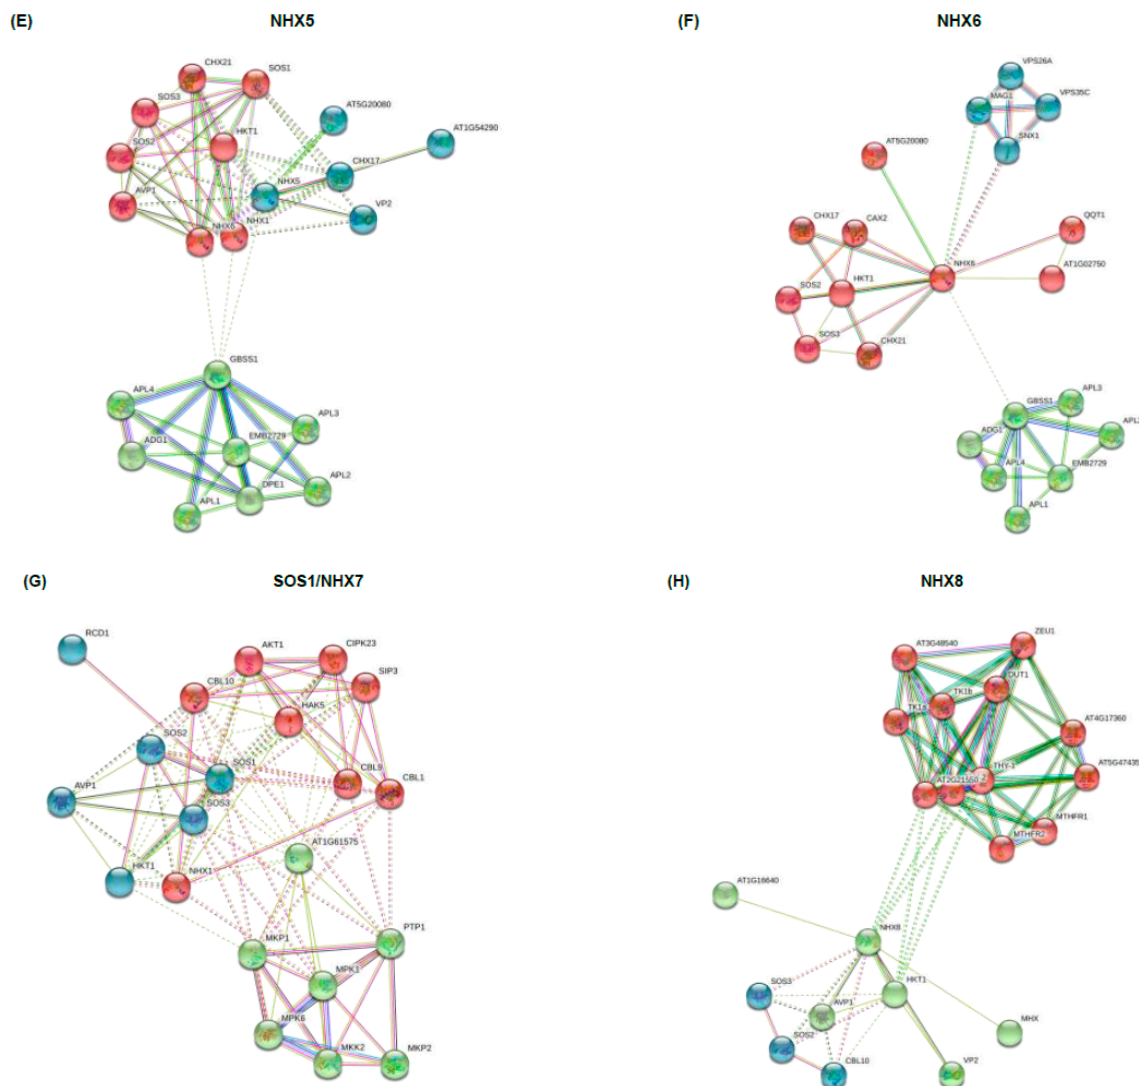 (E) NHX5
CHX21
SOS1
SOS3
AT5G20080
HKT1
AT1G54290
SOS2
CHX17
NHX5
AVP1
VP2
NHX6
NHX1
GBSS1
APL4
APL3
ADG1
EMB2729
APL2
DPE1
APL1
(F) NHX6
VPS26A
MAG1
VPS35C
SNX1
AT5G20080
CHX17
CAX2
QQT1
NHX6
AT1G02750
SOS2
HKT1
SOS3
CHX21
GBSS1
APL3
ADG1
APL4
EMB2729
APL1
(G) SOS1/NHX7
RCD1
AKT1
CIPK23
SIP3
CBL10
HAK5
SOS2
SOS1
CBL9
CBL1
AVP1
SOS3
AT1G61575
HKT1
NHX1
MKP1
PTP1
MPK1
MPK6
MKK2
MKP2
(H) NHX8
ZEU1
AT3G48540
DUT1
TK1b
TK1a
AT4G17360
THY-1
AT5G47435
AT2G21550
2
MTHFR1
MTHFR2
AT1G16640
NHX8
SOS3
HKT1
AVP1
MHX
SOS2
CBL10
VP2